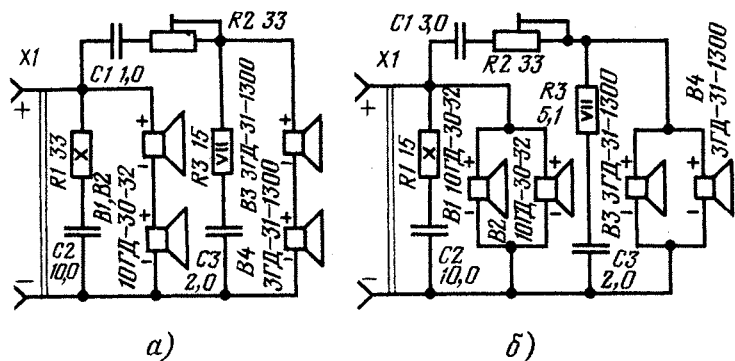 X1
C1 1,0
R2 33
+
R1 33
X
C2
10,0
B1, B2
10ГД-30-32
+
-
+
-
R3 15
VII
C3
2,0
B3 3ГД-31-1300
B4
3ГД-31-1300
+
-
+
-
-
а)
X1
C1 3,0
R2 33
+
R1 15
X
C2
10,0
B1 10ГД-30-32
B2
10ГД-30-32
+
-
+
-
R3
5,1
VII
C3
2,0
B3 3ГД-31-1300
B4
3ГД-31-1300
+
-
+
-
-
б)